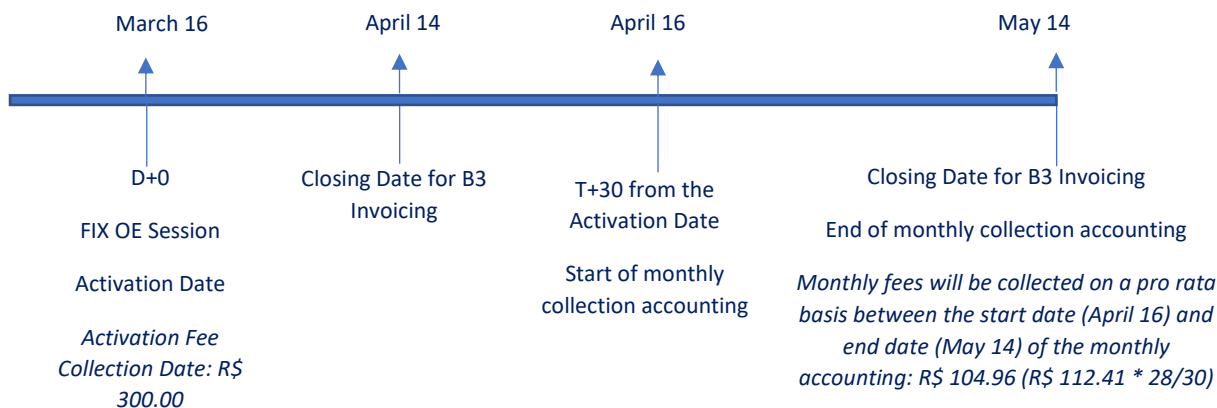 March 16
April 14
April 16
May 14
D+0
FIX OE Session
Activation Date
Activation Fee
Collection Date: R$
300.00
Closing Date for B3
Invoicing
T+30 from the
Activation Date
Start of monthly
collection accounting
Closing Date for B3 Invoicing
End of monthly collection accounting
Monthly fees will be collected on a pro rata
basis between the start date (April 16) and
end date (May 14) of the monthly
accounting: R$ 104.96 (R$ 112.41 * 28/30)